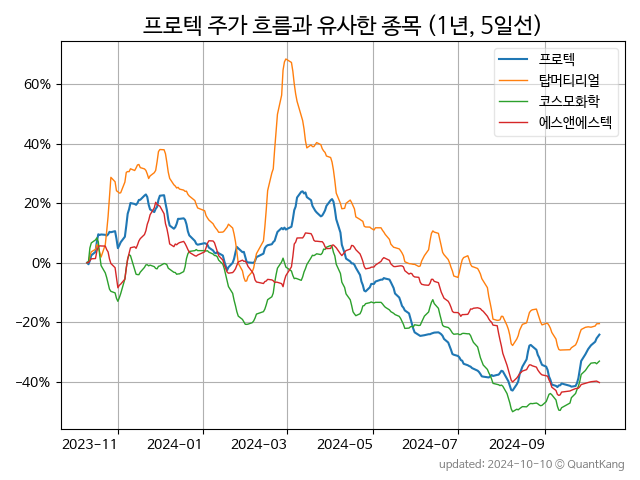 프로텍 주가 흐름과 유사한 종목 (1년, 5일선)
프로텍
탑머티리얼
코스모화학
에스앤에스텍
60%
40%
20%
0%
−20%
−40%
2023-11
2024-01
2024-03
2024-05
2024-07
2024-09
updated: 2024-10-10 © QuantKang